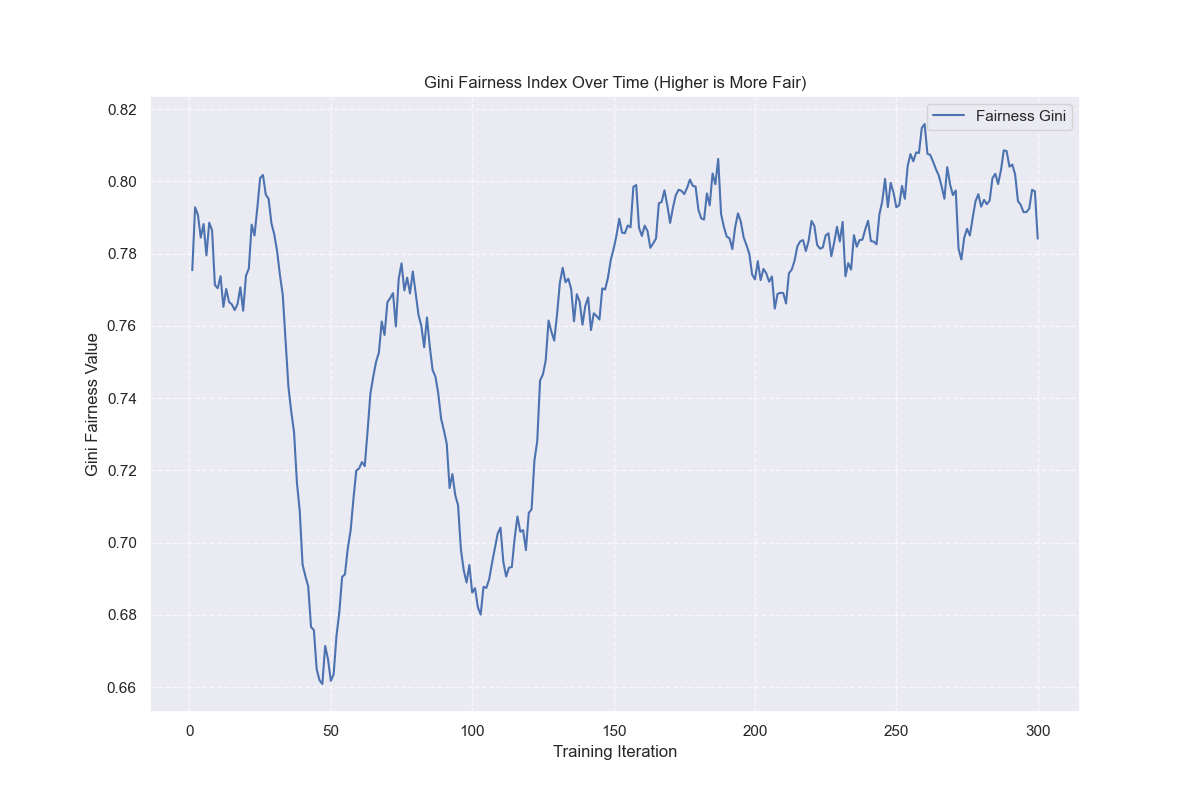 Gini Fairness Index Over Time (Higher is More Fair)
Fairness Gini
Gini Fairness Value
0.82
0.80
0.78
0.76
0.74
0.72
0.70
0.68
0.66
0 50 100 150 200 250 300
Training Iteration